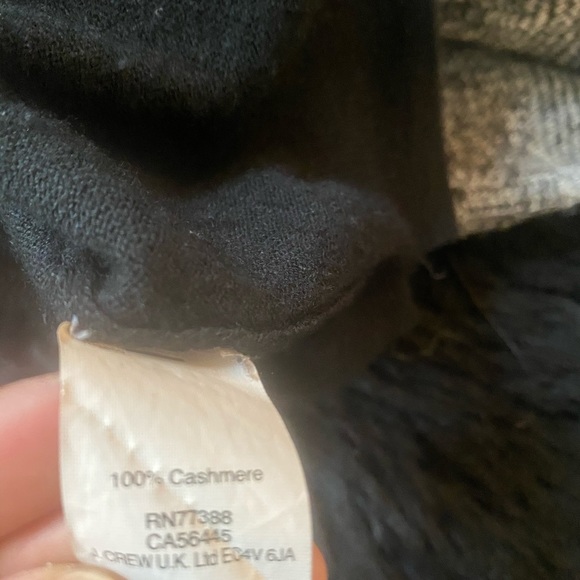 100% Cashmere
RN77388
CA56445
J.CREW U.K. Ltd EC4V 6JA